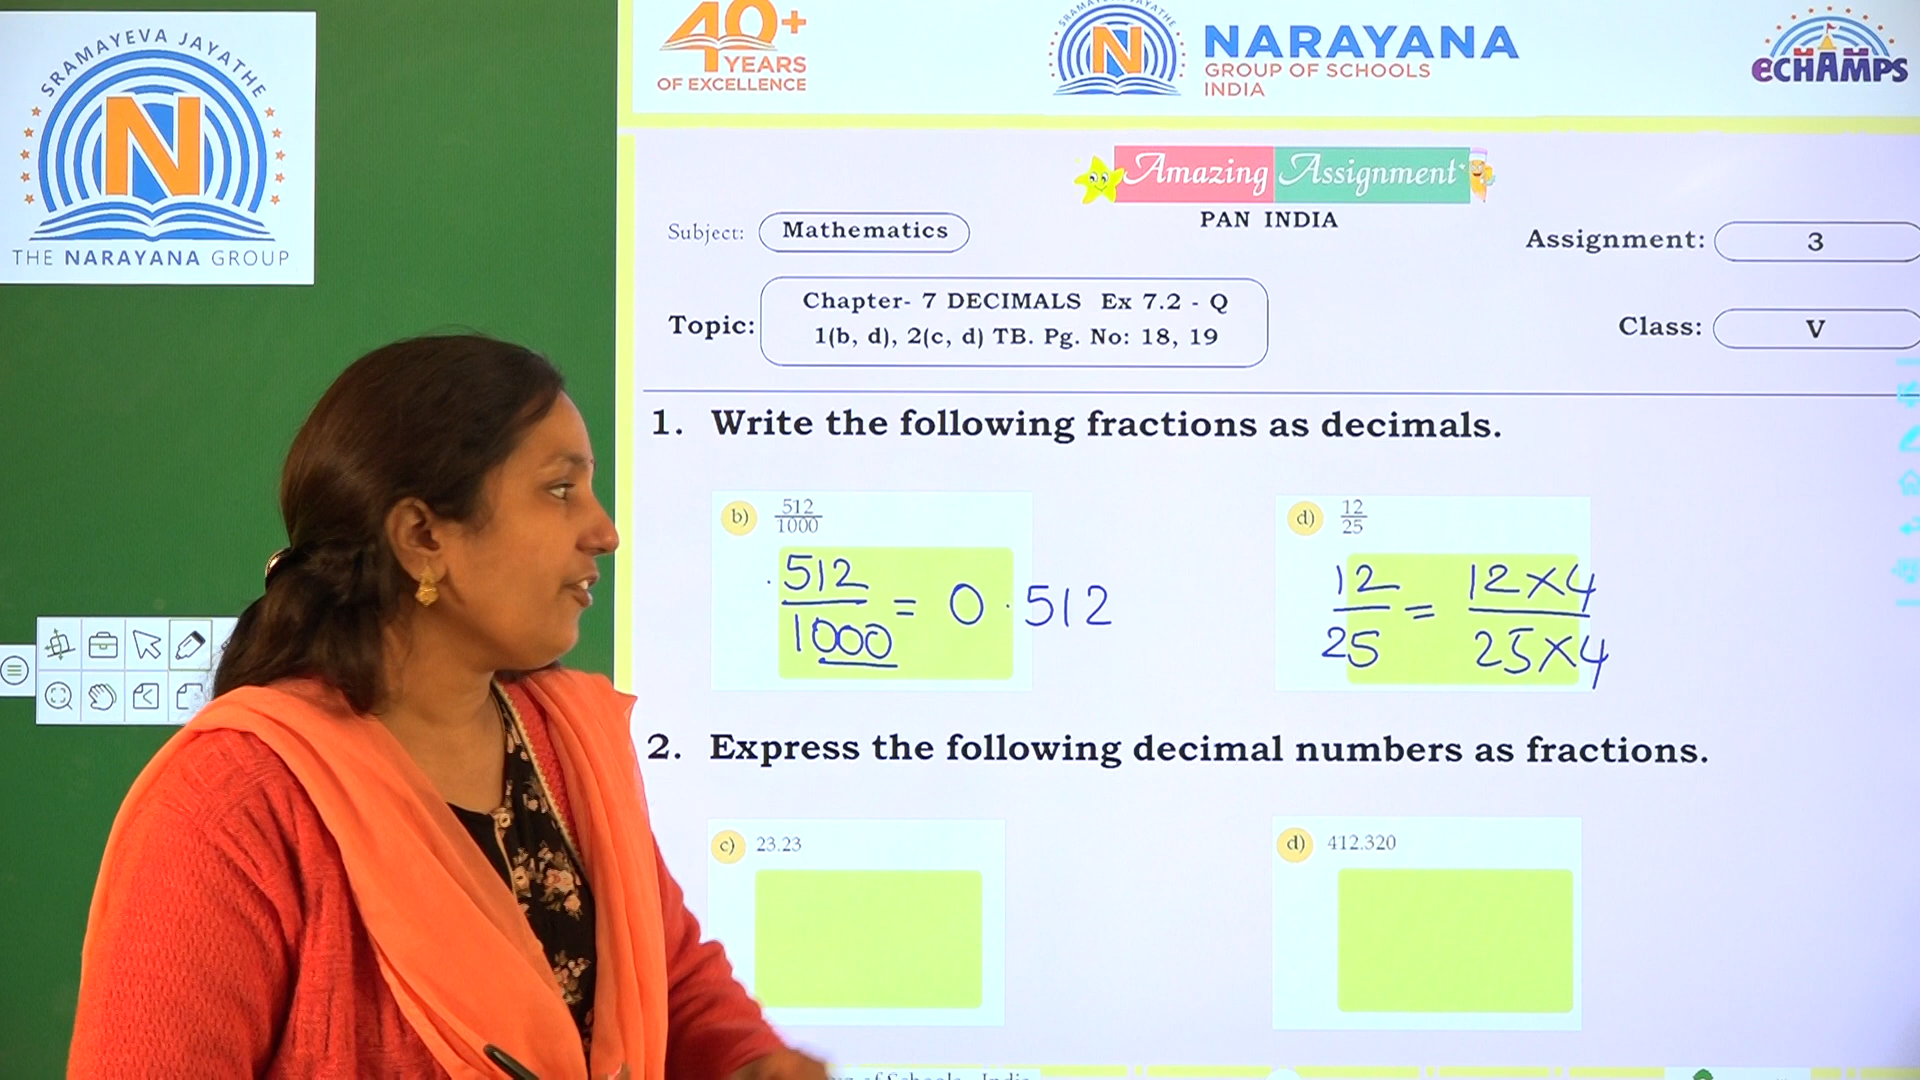 SRAMAYEVA JAYATHE
N
THE NARAYANA GROUP
40+
YEARS
OF EXCELLENCE
N
NARAYANA
GROUP OF SCHOOLS
INDIA
eCHAMPS
Amazing Assignment
PAN INDIA
Subject: Mathematics
Assignment: 3
Topic: Chapter- 7 DECIMALS Ex 7.2 - Q
1(b, d), 2(c, d) TB. Pg. No: 18, 19
Class: V
1. Write the following fractions as decimals.
b) 512/1000
512/1000 = 0.512
d) 12/25
12/25 = 12×4/25×4
2. Express the following decimal numbers as fractions.
c) 23.23
d) 412.320
of Schools, India